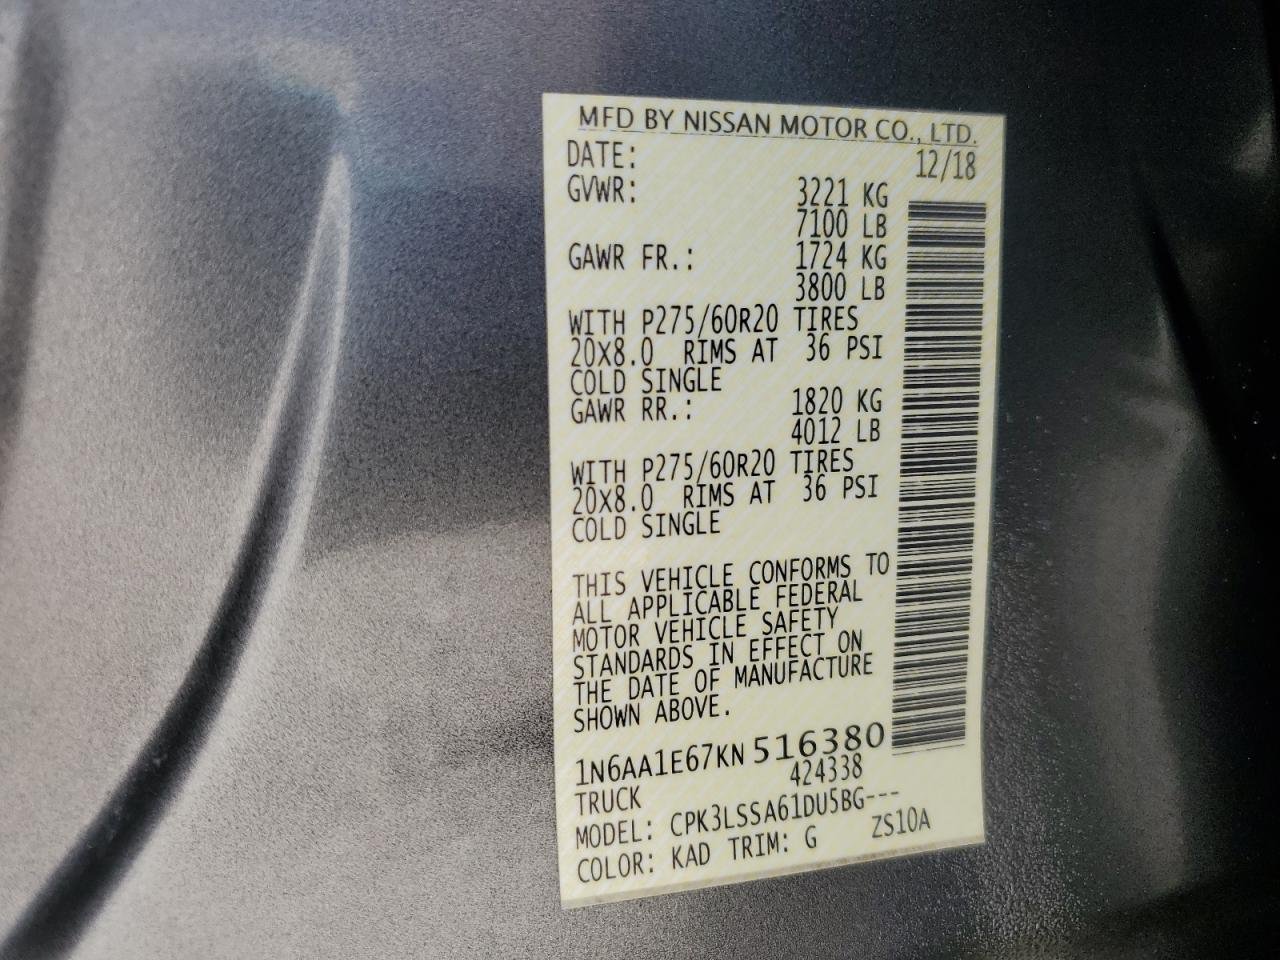 MFD BY NISSAN MOTOR CO., LTD.
DATE: 12/18
GVWR: 3221 KG
7100 LB
GAWR FR.: 1724 KG
3800 LB
WITH P275/60R20 TIRES
20X8.0 RIMS AT 36 PSI
COLD SINGLE
GAWR RR.: 1820 KG
4012 LB
WITH P275/60R20 TIRES
20X8.0 RIMS AT 36 PSI
COLD SINGLE
THIS VEHICLE CONFORMS TO
ALL APPLICABLE FEDERAL
MOTOR VEHICLE SAFETY
STANDARDS IN EFFECT ON
THE DATE OF MANUFACTURE
SHOWN ABOVE.
1N6AA1E67KN516380
TRUCK 424338
MODEL: CPK3LSSA61DU5BG---
COLOR: KAD TRIM: G ZS10A